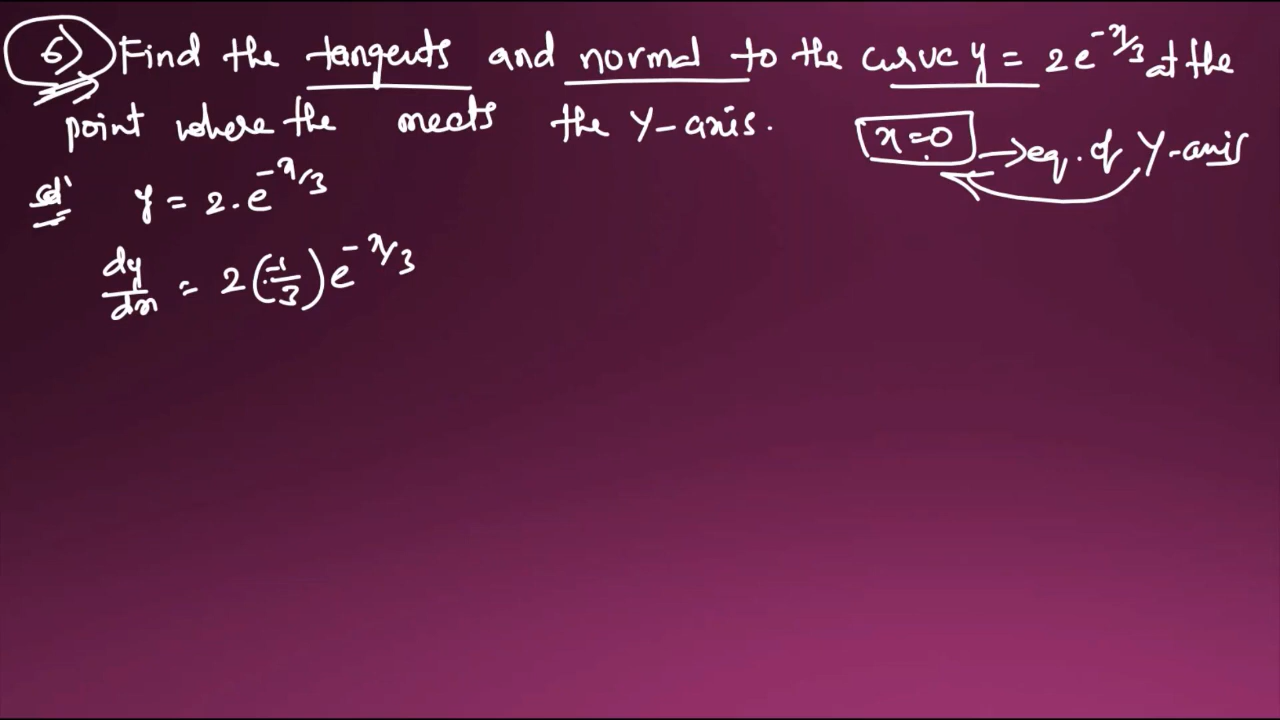 6) Find the tangents and normal to the curve y = 2e^{-x/3} at the
point where the meets the Y-axis.
x=0 → eq. of Y-axis
sol' y = 2.e^{-x/3}
dy/dx = 2(-1/3)e^{-x/3}